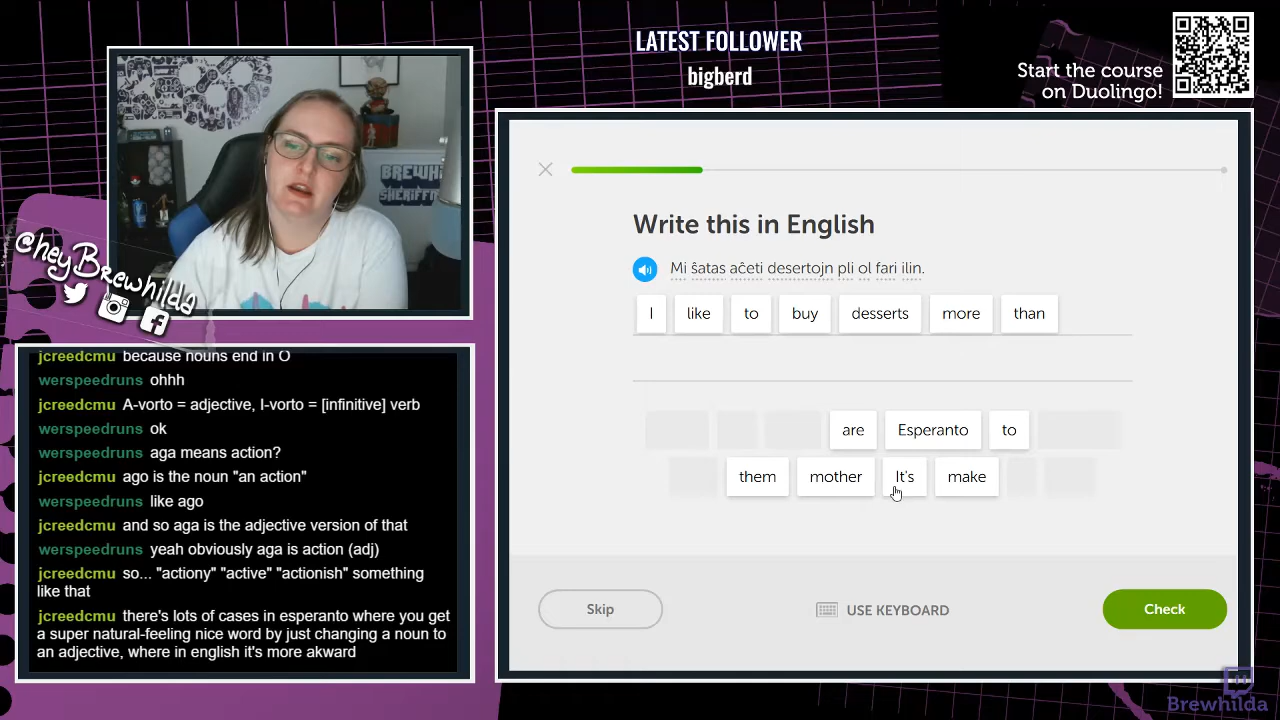 LATEST FOLLOWER
bigberd
Start the course
on Duolingo!
BREWH
SHERIFF
@heyBrewhilda
jcreedcmu because nouns end in O
werspeedruns ohhh
jcreedcmu A-vorto = adjective, I-vorto = [infinitive] verb
werspeedruns ok
werspeedruns aga means action?
jcreedcmu ago is the noun "an action"
werspeedruns like ago
jcreedcmu and so aga is the adjective version of that
werspeedruns yeah obviously aga is action (adj)
jcreedcmu so... "actiony" "active" "actionish" something
like that
jcreedcmu there's lots of cases in esperanto where you get
a super natural-feeling nice word by just changing a noun to
an adjective, where in english it's more akward
Write this in English
Mi ŝatas aĉeti desertojn pli ol fari ilin.
I like to buy desserts more than
are Esperanto to
them mother It's make
Skip
USE KEYBOARD
Check
Brewhilda